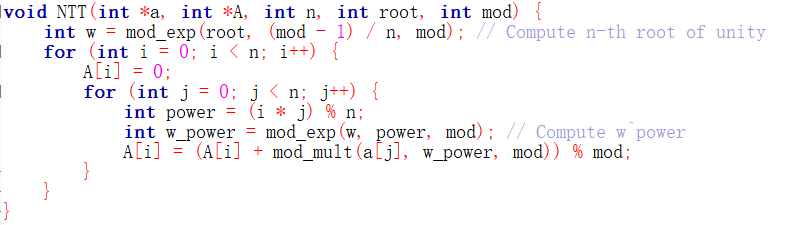 void NTT(int *a, int *A, int n, int root, int mod) {
    int w = mod_exp(root, (mod - 1) / n, mod); // Compute n-th root of unity
    for (int i = 0; i < n; i++) {
        A[i] = 0;
        for (int j = 0; j < n; j++) {
            int power = (i * j) % n;
            int w_power = mod_exp(w, power, mod); // Compute w^power
            A[i] = (A[i] + mod_mult(a[j], w_power, mod)) % mod;
        }
    }
}